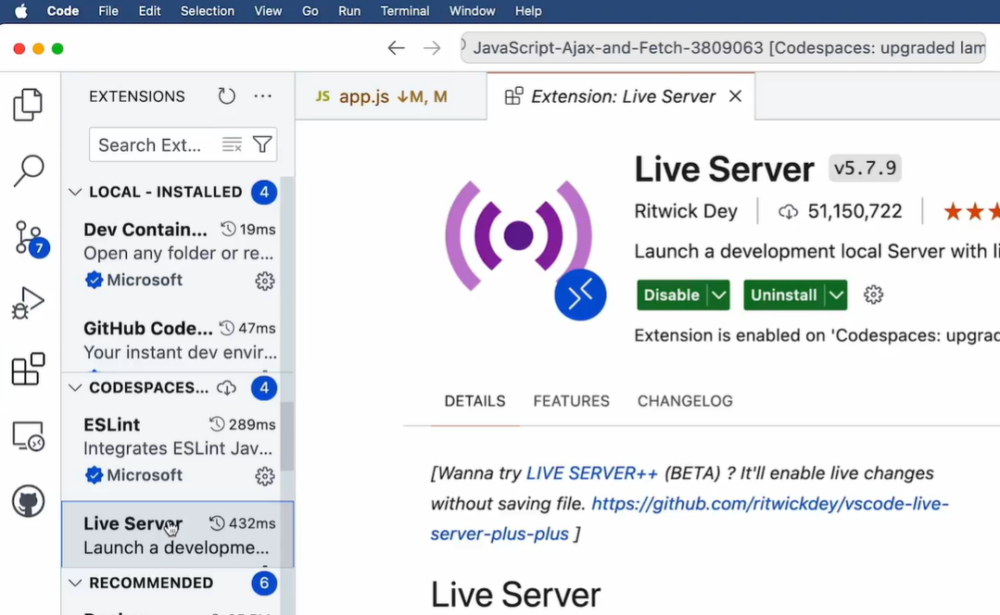 Code File Edit Selection View Go Run Terminal Window Help
JavaScript-Ajax-and-Fetch-3809063 [Codespaces: upgraded lam
EXTENSIONS
Search Ext...
LOCAL - INSTALLED 4
Dev Contain... 19ms
Open any folder or re...
Microsoft
GitHub Code... 47ms
Your instant dev envir...
CODESPACES... 4
ESLint 289ms
Integrates ESLint Jav...
Microsoft
Live Server 432ms
Launch a developme...
RECOMMENDED 6
7
JS app.js ↓M, M
Extension: Live Server
Live Server v5.7.9
Ritwick Dey 51,150,722
Launch a development local Server with li
Disable Uninstall
Extension is enabled on 'Codespaces: upgrad
DETAILS FEATURES CHANGELOG
[Wanna try LIVE SERVER++ (BETA) ? It'll enable live changes
without saving file. https://github.com/ritwickdey/vscode-live-
server-plus-plus ]
Live Server